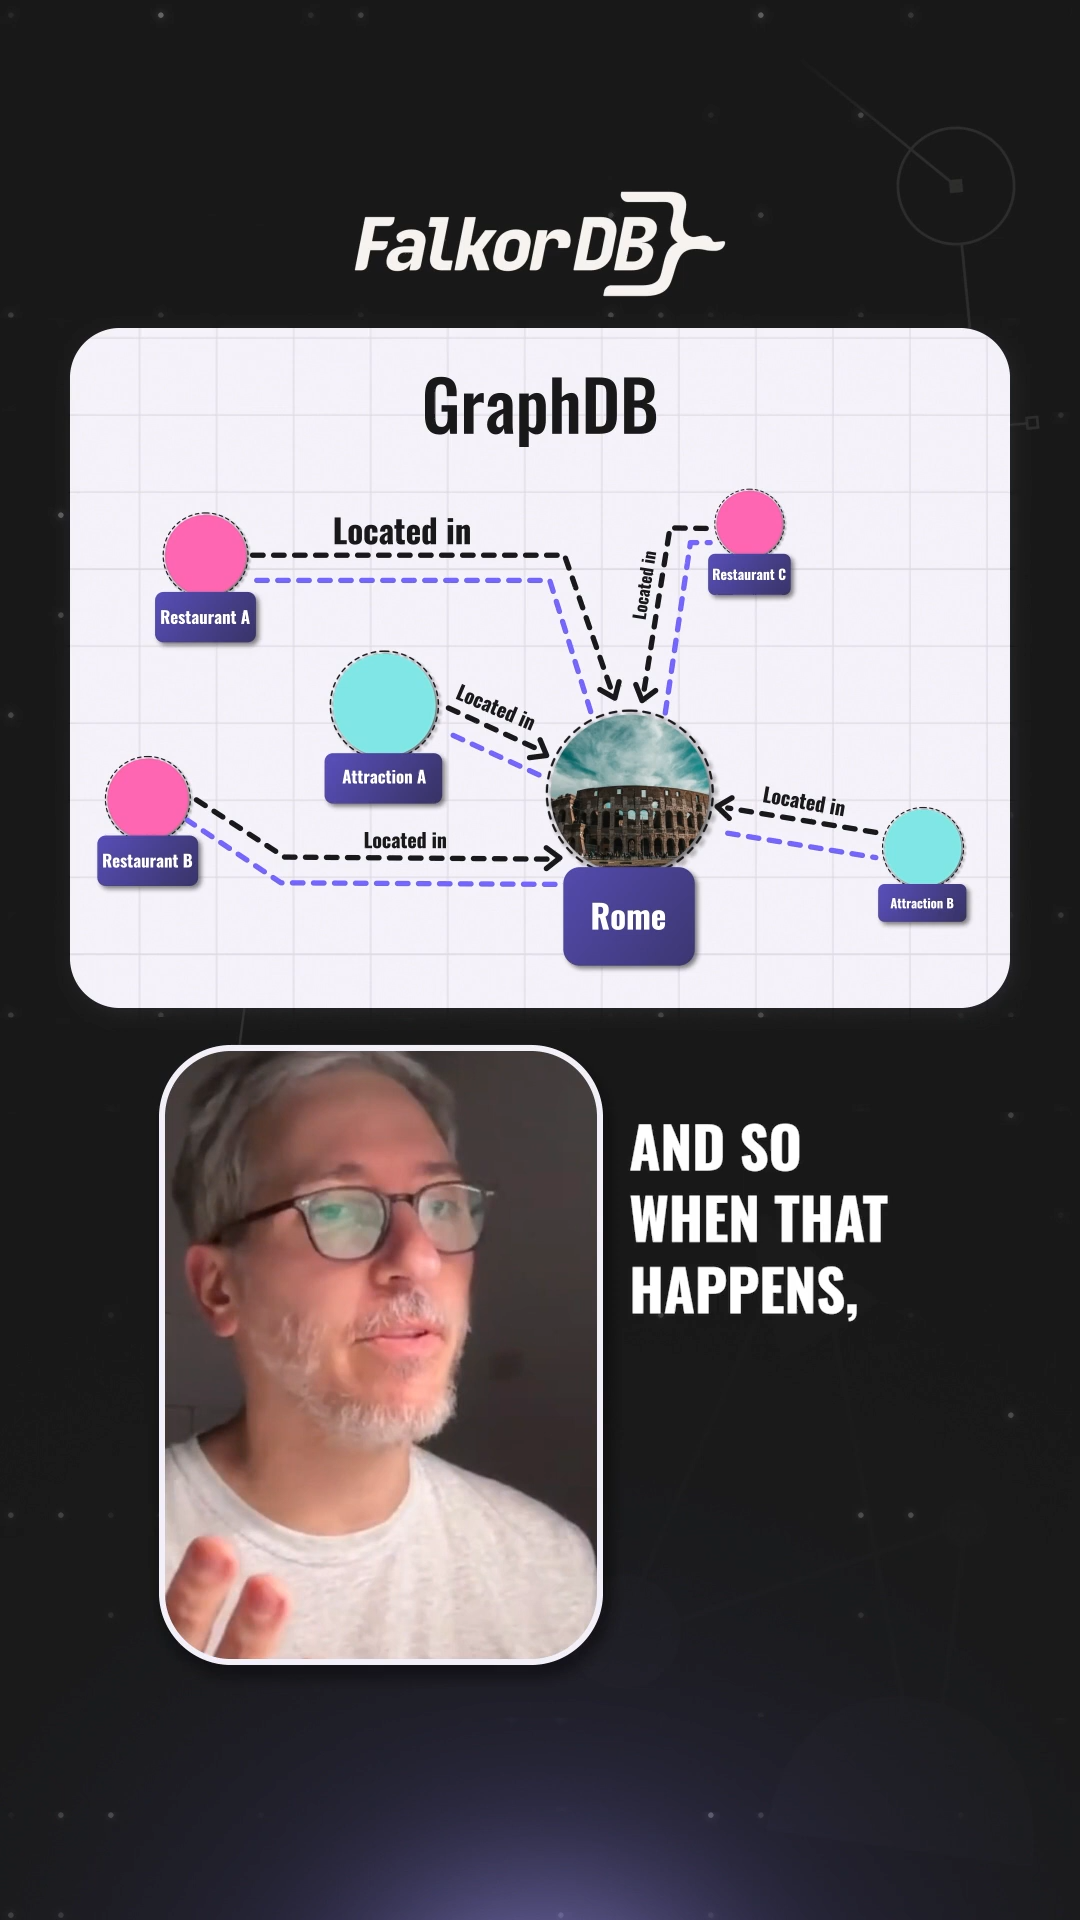 FalkorDB
GraphDB
Located in
Restaurant A
Located in
Restaurant C
Located in
Attraction A
Located in
Restaurant B
Located in
Attraction B
Rome
AND SO
WHEN THAT
HAPPENS,